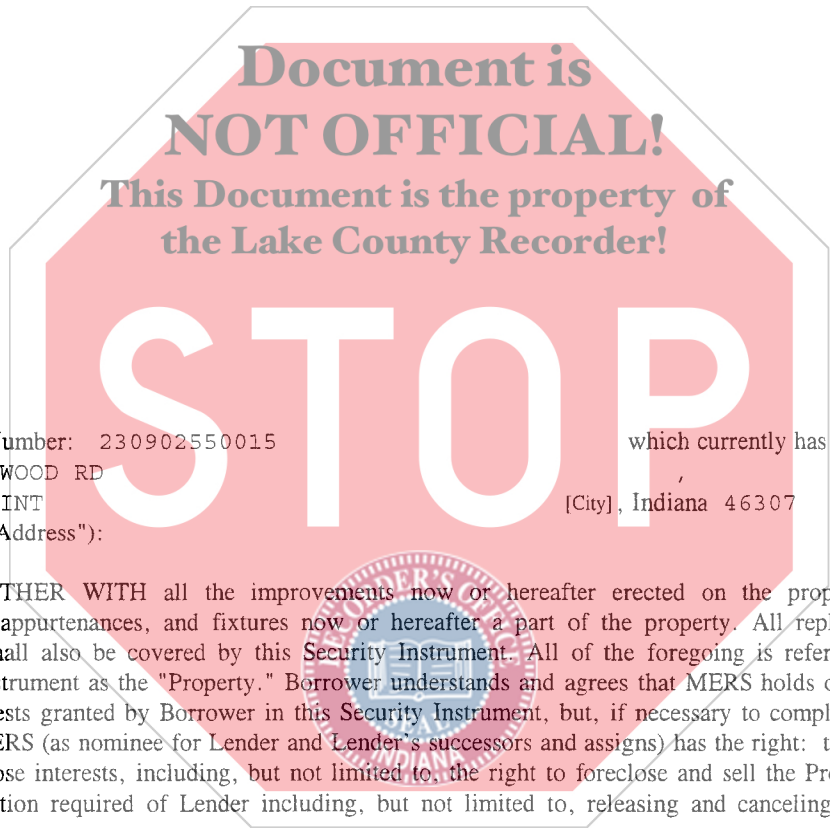 Document is
NOT OFFICIAL!
This Document is the property of
the Lake County Recorder!
STOP
umber: 230902550015 which currently has
WOOD RD ,
INT [City], Indiana 46307
Address"):
THER WITH all the improvements now or hereafter erected on the prop
appurtenances, and fixtures now or hereafter a part of the property. All repl
all also be covered by this Security Instrument. All of the foregoing is refer
trument as the "Property." Borrower understands and agrees that MERS holds o
ests granted by Borrower in this Security Instrument, but, if necessary to compl
ERS (as nominee for Lender and Lender's successors and assigns) has the right: t
ose interests, including, but not limited to, the right to foreclose and sell the Pro
tion required of Lender including, but not limited to, releasing and canceling
RECORDER'S OFFICE
SEAL
INDIANA